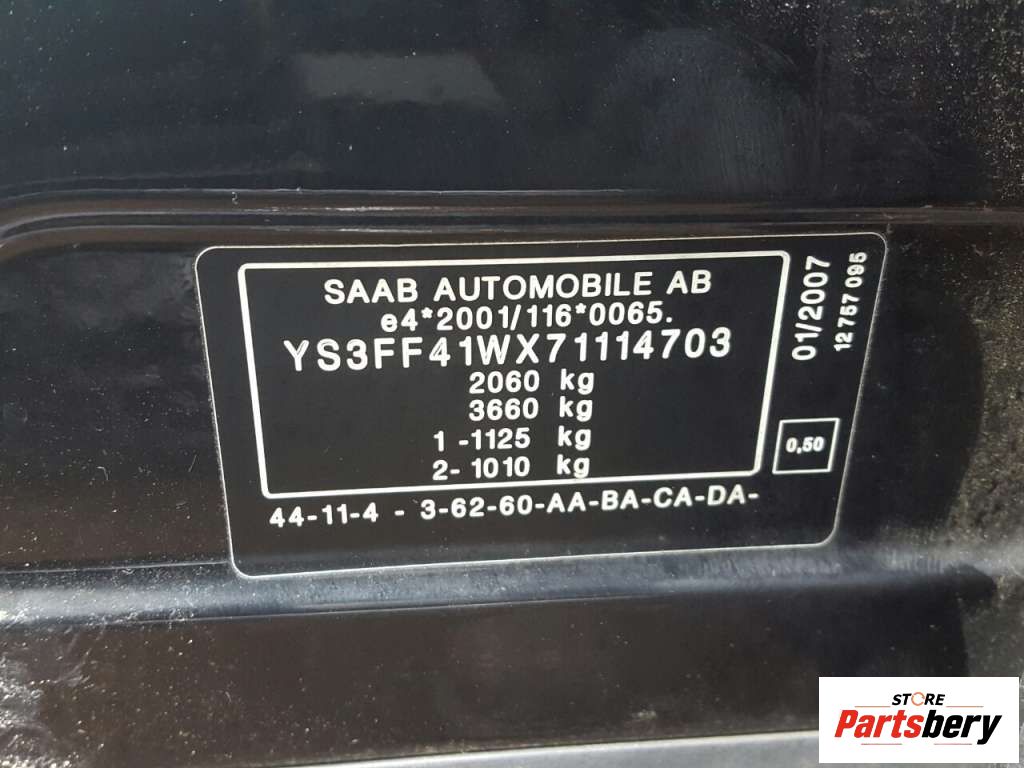 SAAB AUTOMOBILE AB
e4*2001/116*0065.
YS3FF41WX71114703
2060 kg
3660 kg
1 -1125 kg
2- 1010 kg
44-11-4 - 3-62-60-AA-BA-CA-DA-
01/2007
12 757 095
0,50
STORE
Partsbery